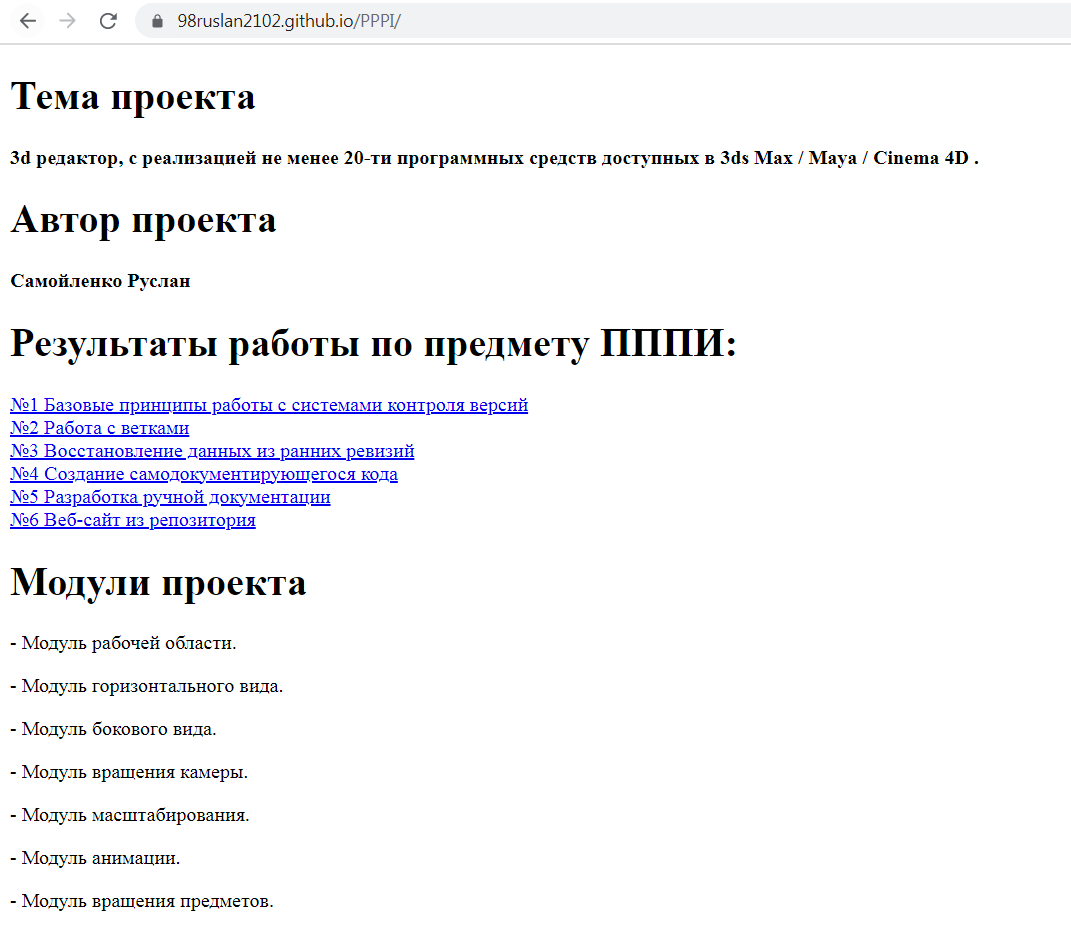 98ruslan2102.github.io/PPPI/
Тема проекта
3d редактор, с реализацией не менее 20-ти программных средств доступных в 3ds Max / Maya / Cinema 4D .
Автор проекта
Самойленко Руслан
Результаты работы по предмету ПППИ:
№1 Базовые принципы работы с системами контроля версий
№2 Работа с ветками
№3 Восстановление данных из ранних ревизий
№4 Создание самодокументирующегося кода
№5 Разработка ручной документации
№6 Веб-сайт из репозитория
Модули проекта
- Модуль рабочей области.
- Модуль горизонтального вида.
- Модуль бокового вида.
- Модуль вращения камеры.
- Модуль масштабирования.
- Модуль анимации.
- Модуль вращения предметов.